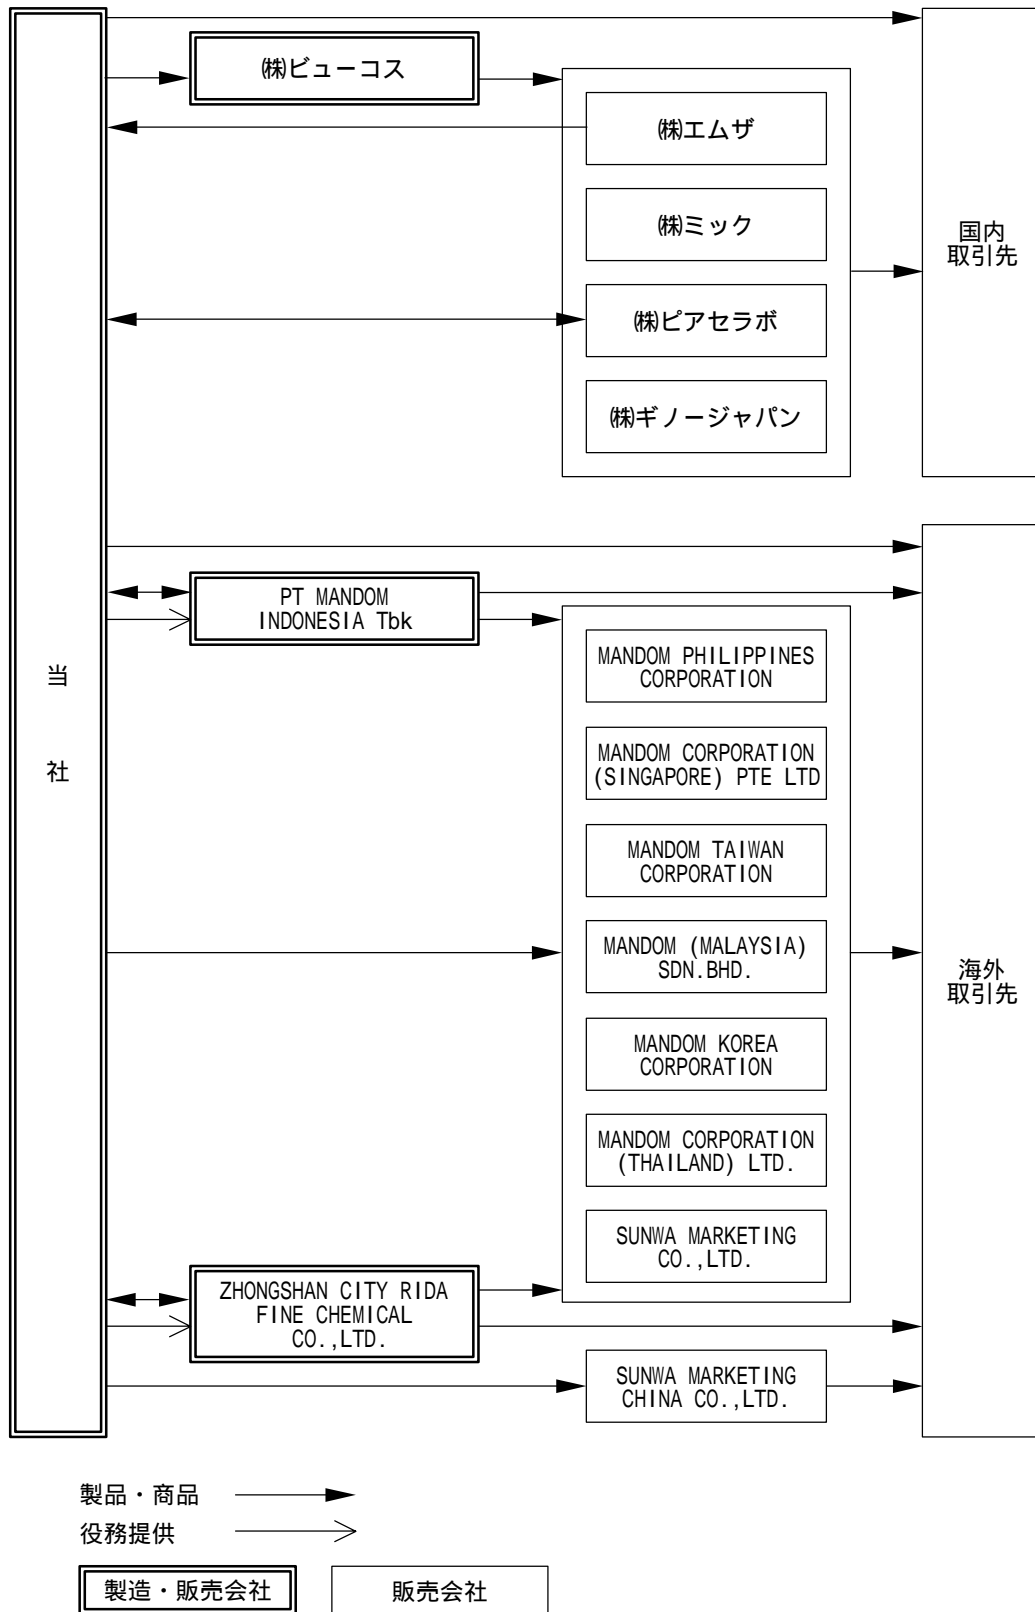 ㈱ビューコス
㈱エムザ
㈱ミック
㈱ピアセラボ
㈱ギノージャパン
国内
取引先
当
社
PT MANDOM
INDONESIA Tbk
MANDOM PHILIPPINES
CORPORATION
MANDOM CORPORATION
(SINGAPORE) PTE LTD
MANDOM TAIWAN
CORPORATION
MANDOM (MALAYSIA)
SDN.BHD.
MANDOM KOREA
CORPORATION
MANDOM CORPORATION
(THAILAND) LTD.
SUNWA MARKETING
CO.,LTD.
海外
取引先
ZHONGSHAN CITY RIDA
FINE CHEMICAL
CO.,LTD.
SUNWA MARKETING
CHINA CO.,LTD.
製品・商品
役務提供
製造・販売会社
販売会社